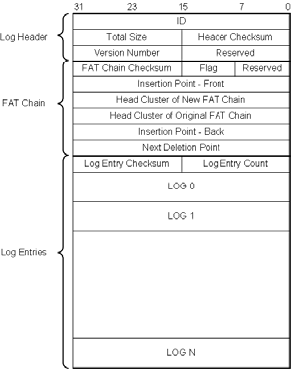 31 23 15 7 0
ID
Log Header
Total Size Heacer Checksum
Version Number Reserved
FAT Chain Checksum Flag Reserved
Insertion Point - Front
FAT Chain
Head Cluster of New FAT Chain
Head Cluster of Original FAT Chain
Insertion Point - Back
Next Deletion Point
Log Entry Checksum Log Entry Count
LOG 0
LOG 1
Log Entries
LOG N